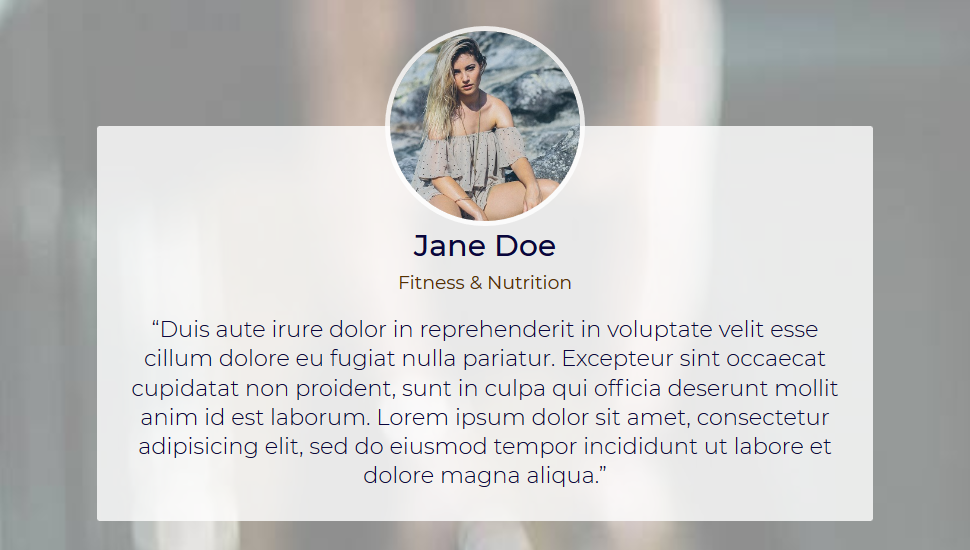 Jane Doe
Fitness & Nutrition
“Duis aute irure dolor in reprehenderit in voluptate velit esse
cillum dolore eu fugiat nulla pariatur. Excepteur sint occaecat
cupidatat non proident, sunt in culpa qui officia deserunt mollit
anim id est laborum. Lorem ipsum dolor sit amet, consectetur
adipisicing elit, sed do eiusmod tempor incididunt ut labore et
dolore magna aliqua.”